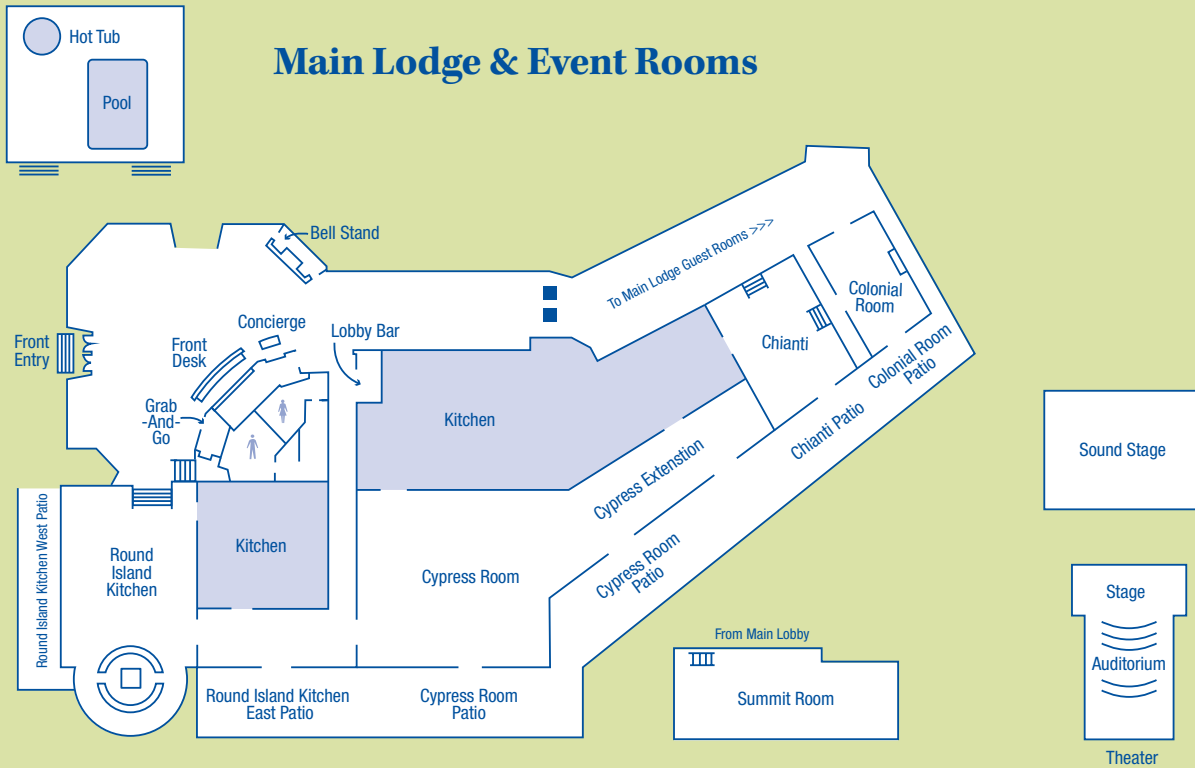 Hot Tub
Main Lodge & Event Rooms
Pool
Bell Stand
To Main Lodge Guest Rooms >>>
Colonial
Room
Concierge
Lobby Bar
Front
Entry
Front
Desk
Chianti
Colonial Room
Patio
Grab
-And-
Go
Kitchen
Chianti Patio
Sound Stage
Cypress Extenstion
Round Island Kitchen West Patio
Kitchen
Round
Island
Kitchen
Cypress Room
Cypress Room
Patio
Stage
From Main Lobby
Auditorium
Round Island Kitchen
East Patio
Cypress Room
Patio
Summit Room
Theater